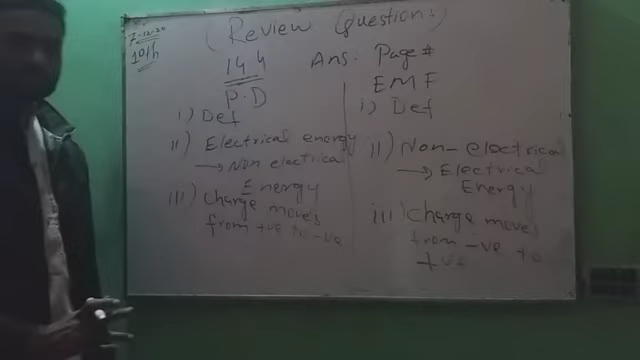 7-12-20
10th
(Review Question:)
14.4 Ans: Page #
P.D
i) Def
ii) Electrical energy
→ Non electrical
Energy
iii) Charge moves
from +ve to -ve
EMF
i) Def
ii) Non-electrical
→ Electrical
Energy
iii) Charge moves
from -ve to
+ve